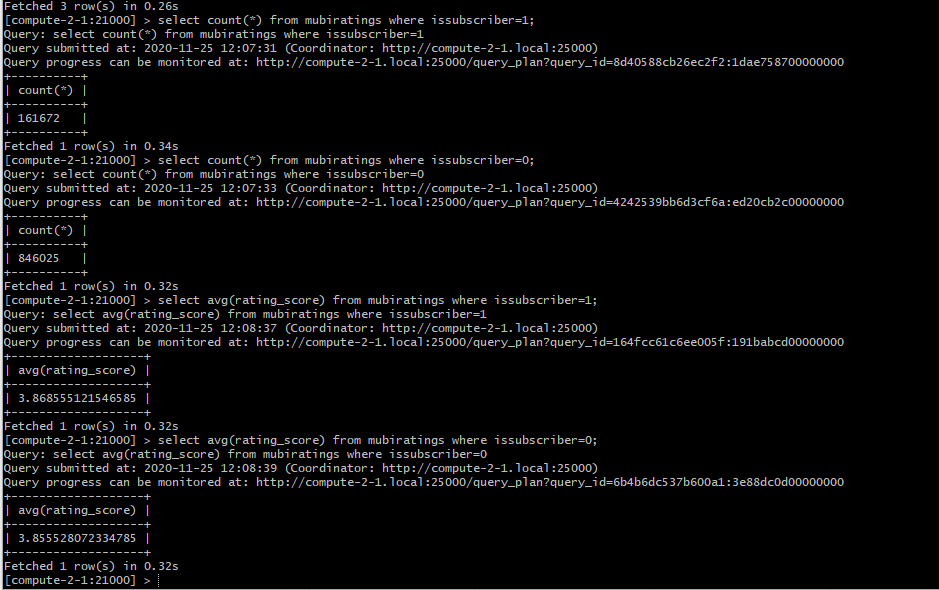 Fetched 3 row(s) in 0.26s
[compute-2-1:21000] > select count(*) from mubiratings where issubscriber=1;
Query: select count(*) from mubiratings where issubscriber=1
Query submitted at: 2020-11-25 12:07:31 (Coordinator: http://compute-2-1.local:25000)
Query progress can be monitored at: http://compute-2-1.local:25000/query_plan?query_id=8d40588cb26ec2f2:1dae758700000000
+----------+
| count(*) |
+----------+
| 161672   |
+----------+
Fetched 1 row(s) in 0.34s
[compute-2-1:21000] > select count(*) from mubiratings where issubscriber=0;
Query: select count(*) from mubiratings where issubscriber=0
Query submitted at: 2020-11-25 12:07:33 (Coordinator: http://compute-2-1.local:25000)
Query progress can be monitored at: http://compute-2-1.local:25000/query_plan?query_id=4242539bb6d3cf6a:ed20cb2c00000000
+----------+
| count(*) |
+----------+
| 846025   |
+----------+
Fetched 1 row(s) in 0.32s
[compute-2-1:21000] > select avg(rating_score) from mubiratings where issubscriber=1;
Query: select avg(rating_score) from mubiratings where issubscriber=1
Query submitted at: 2020-11-25 12:08:37 (Coordinator: http://compute-2-1.local:25000)
Query progress can be monitored at: http://compute-2-1.local:25000/query_plan?query_id=164fcc61c6ee005f:191babcd00000000
+-------------------+
| avg(rating_score) |
+-------------------+
| 3.868555121546585 |
+-------------------+
Fetched 1 row(s) in 0.32s
[compute-2-1:21000] > select avg(rating_score) from mubiratings where issubscriber=0;
Query: select avg(rating_score) from mubiratings where issubscriber=0
Query submitted at: 2020-11-25 12:08:39 (Coordinator: http://compute-2-1.local:25000)
Query progress can be monitored at: http://compute-2-1.local:25000/query_plan?query_id=6b4b6dc537b600a1:3e88dc0d00000000
+-------------------+
| avg(rating_score) |
+-------------------+
| 3.855528072334785 |
+-------------------+
Fetched 1 row(s) in 0.32s
[compute-2-1:21000] >